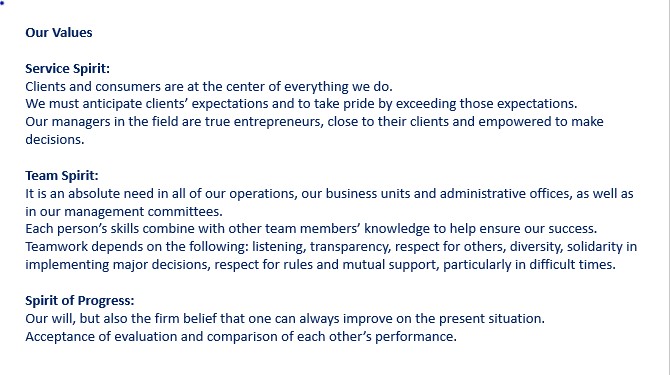 Our Values
Service Spirit:
Clients and consumers are at the center of everything we do.
We must anticipate clients’ expectations and to take pride by exceeding those expectations.
Our managers in the field are true entrepreneurs, close to their clients and empowered to make
decisions.
Team Spirit:
It is an absolute need in all of our operations, our business units and administrative offices, as well as
in our management committees.
Each person’s skills combine with other team members’ knowledge to help ensure our success.
Teamwork depends on the following: listening, transparency, respect for others, diversity, solidarity in
implementing major decisions, respect for rules and mutual support, particularly in difficult times.
Spirit of Progress:
Our will, but also the firm belief that one can always improve on the present situation.
Acceptance of evaluation and comparison of each other’s performance.